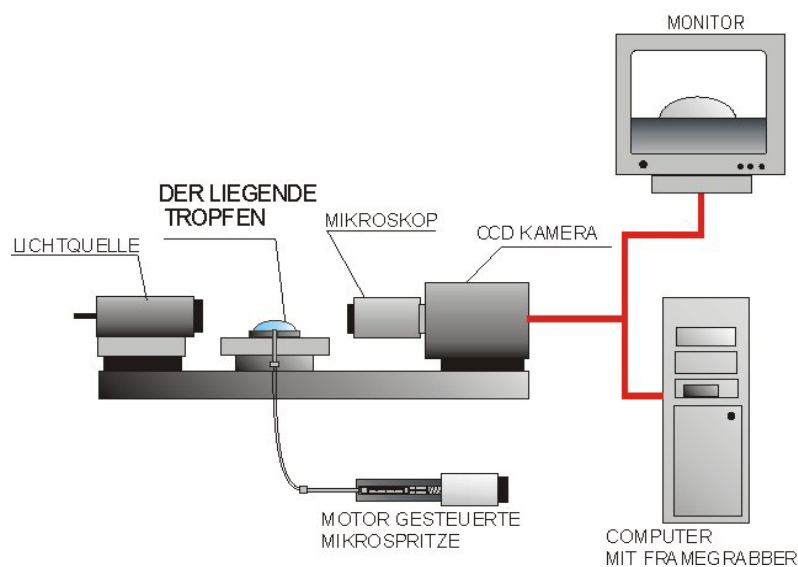 MONITOR
DER LIEGENDE
TROPFEN
MIKROSKOP
CCD KAMERA
LICHTQUELLE
MOTOR GESTEUERTE
MIKROSPRITZE
COMPUTER
MIT FRAMEGRABBER